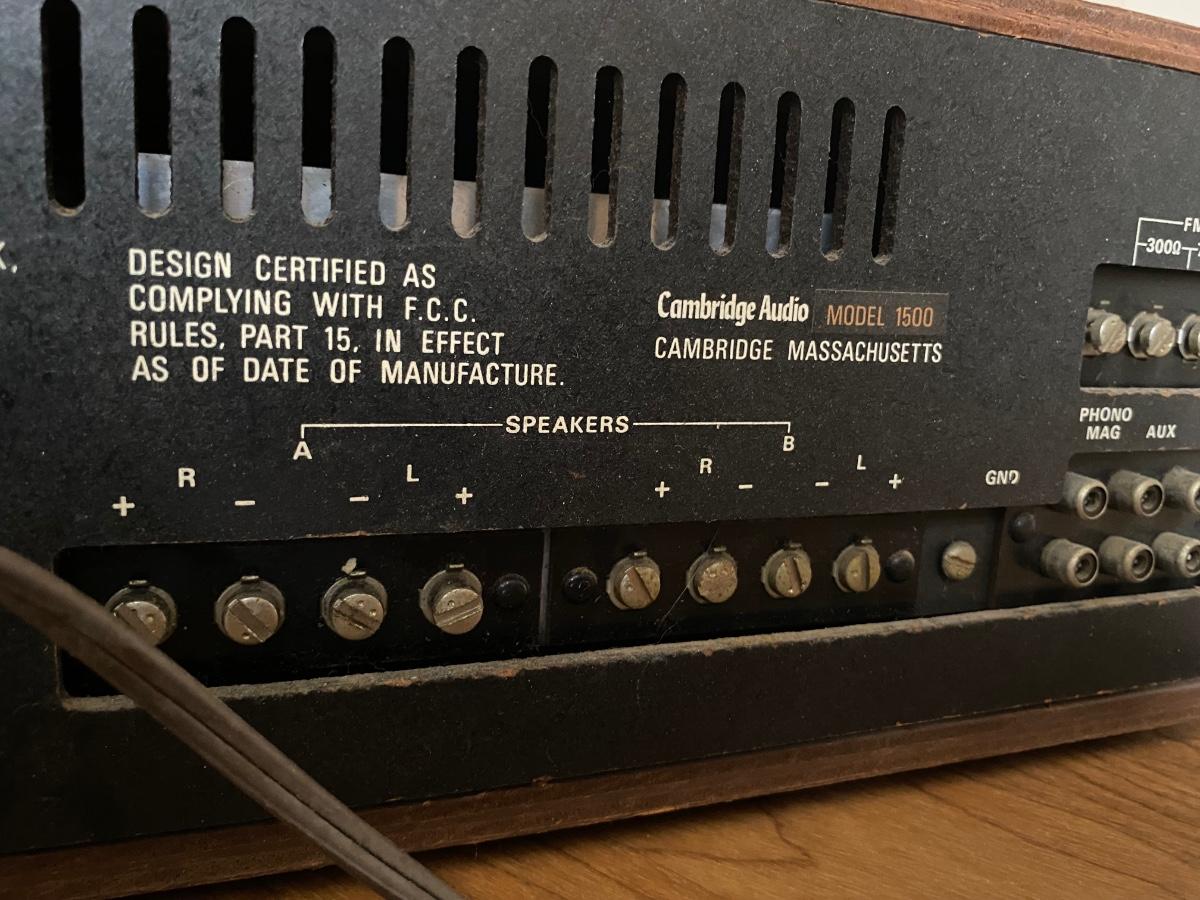 DESIGN CERTIFIED AS
COMPLYING WITH F.C.C.
RULES, PART 15, IN EFFECT
AS OF DATE OF MANUFACTURE.
Cambridge Audio MODEL 1500
CAMBRIDGE MASSACHUSETTS
SPEAKERS
A B
R L R L
+ − − + + − − +
GND
FM
300Ω
PHONO
MAG AUX